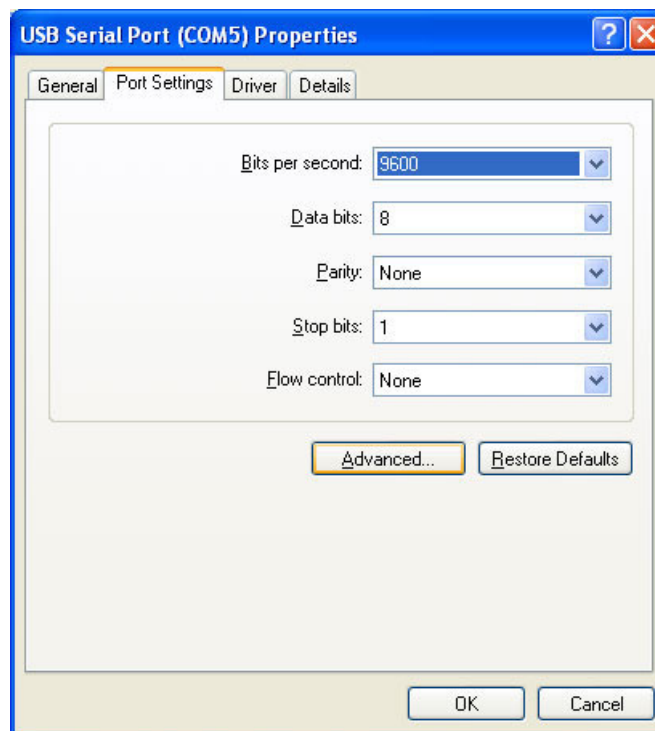 USB Serial Port (COM5) Properties
General Port Settings Driver Details
Bits per second: 9600
Data bits: 8
Parity: None
Stop bits: 1
Flow control: None
Advanced... Restore Defaults
OK Cancel